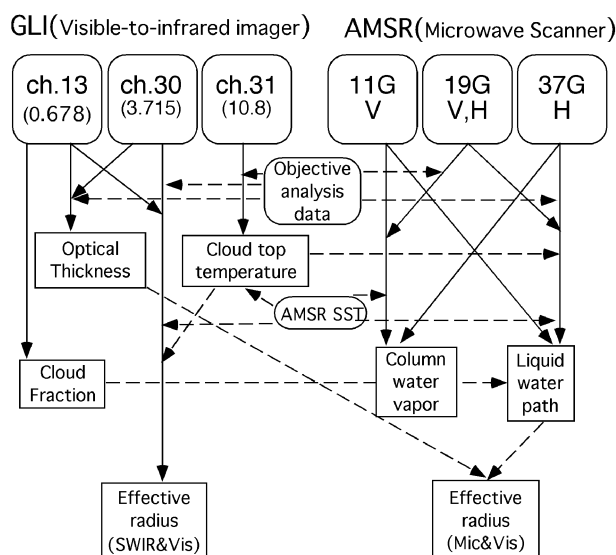 GLI(Visible-to-infrared imager)
AMSR(Microwave Scanner)
ch.13
(0.678)
ch.30
(3.715)
ch.31
(10.8)
11G
V
19G
V,H
37G
H
Objective
analysis
data
Optical
Thickness
Cloud top
temperature
AMSR SST
Cloud
Fraction
Column
water
vapor
Liquid
water
path
Effective
radius
(SWIR&Vis)
Effective
radius
(Mic&Vis)